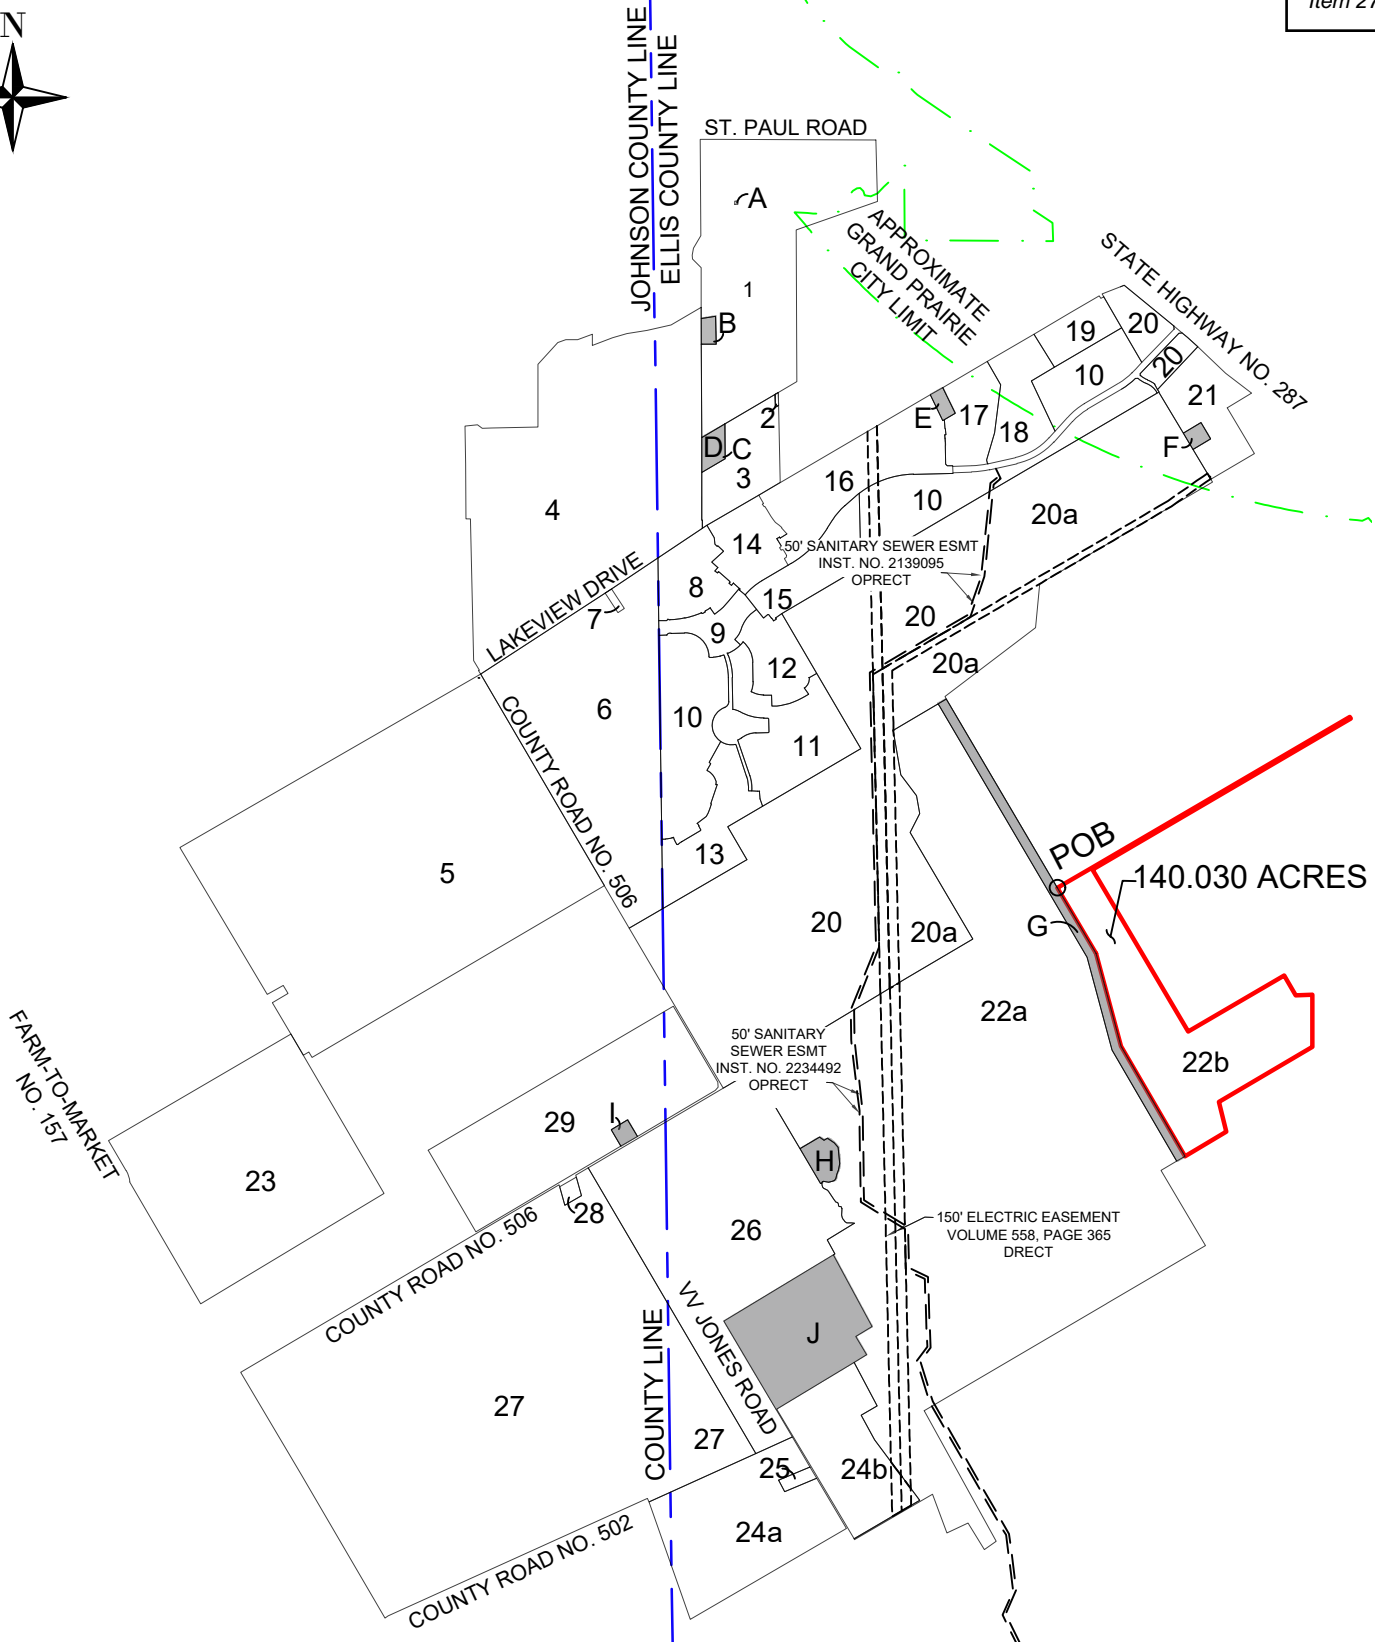 Item 27
N
JOHNSON COUNTY LINE
ELLIS COUNTY LINE
ST. PAUL ROAD
A
APPROXIMATE
GRAND PRAIRIE
CITY LIMIT
STATE HIGHWAY NO. 287
1
B
19
20
10
20
21
2
E
17
18
F
D
C
3
16
10
4
20a
14
50' SANITARY SEWER ESMT
INST. NO. 2139095
OPRECT
LAKEVIEW DRIVE
8
7
15
20
9
12
20a
6
10
11
COUNTY ROAD NO. 506
POB
13
5
140.030 ACRES
20
20a
G
22a
FARM-TO-MARKET
NO. 157
50' SANITARY
SEWER ESMT
INST. NO. 2234492
OPRECT
22b
I
29
H
23
28
26
150' ELECTRIC EASEMENT
VOLUME 558, PAGE 365
DRECT
COUNTY ROAD NO. 506
VV JONES ROAD
J
COUNTY LINE
27
27
25
24b
24a
COUNTY ROAD NO. 502